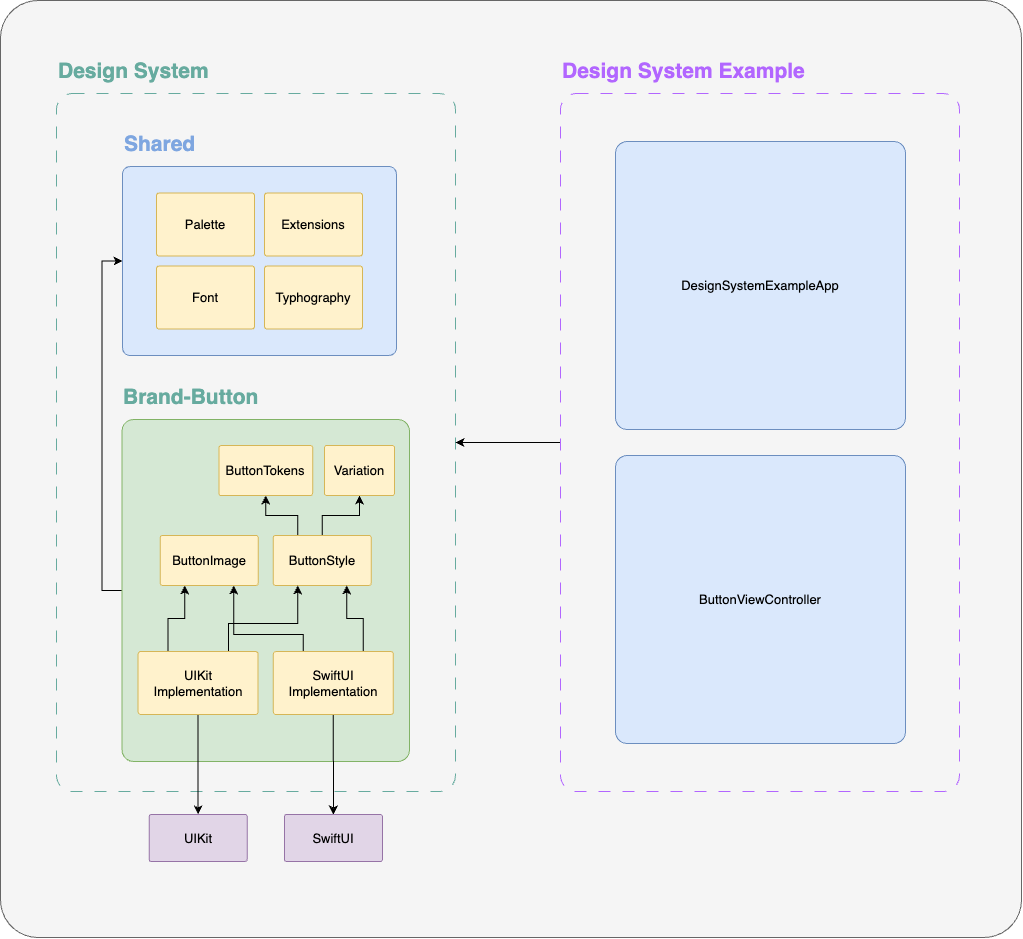 Design System
Design System Example
Shared
Palette
Extensions
Font
Typhography
DesignSystemExampleApp
Brand-Button
ButtonTokens
Variation
ButtonImage
ButtonStyle
ButtonViewController
UIKit
Implementation
SwiftUI
Implementation
UIKit
SwiftUI